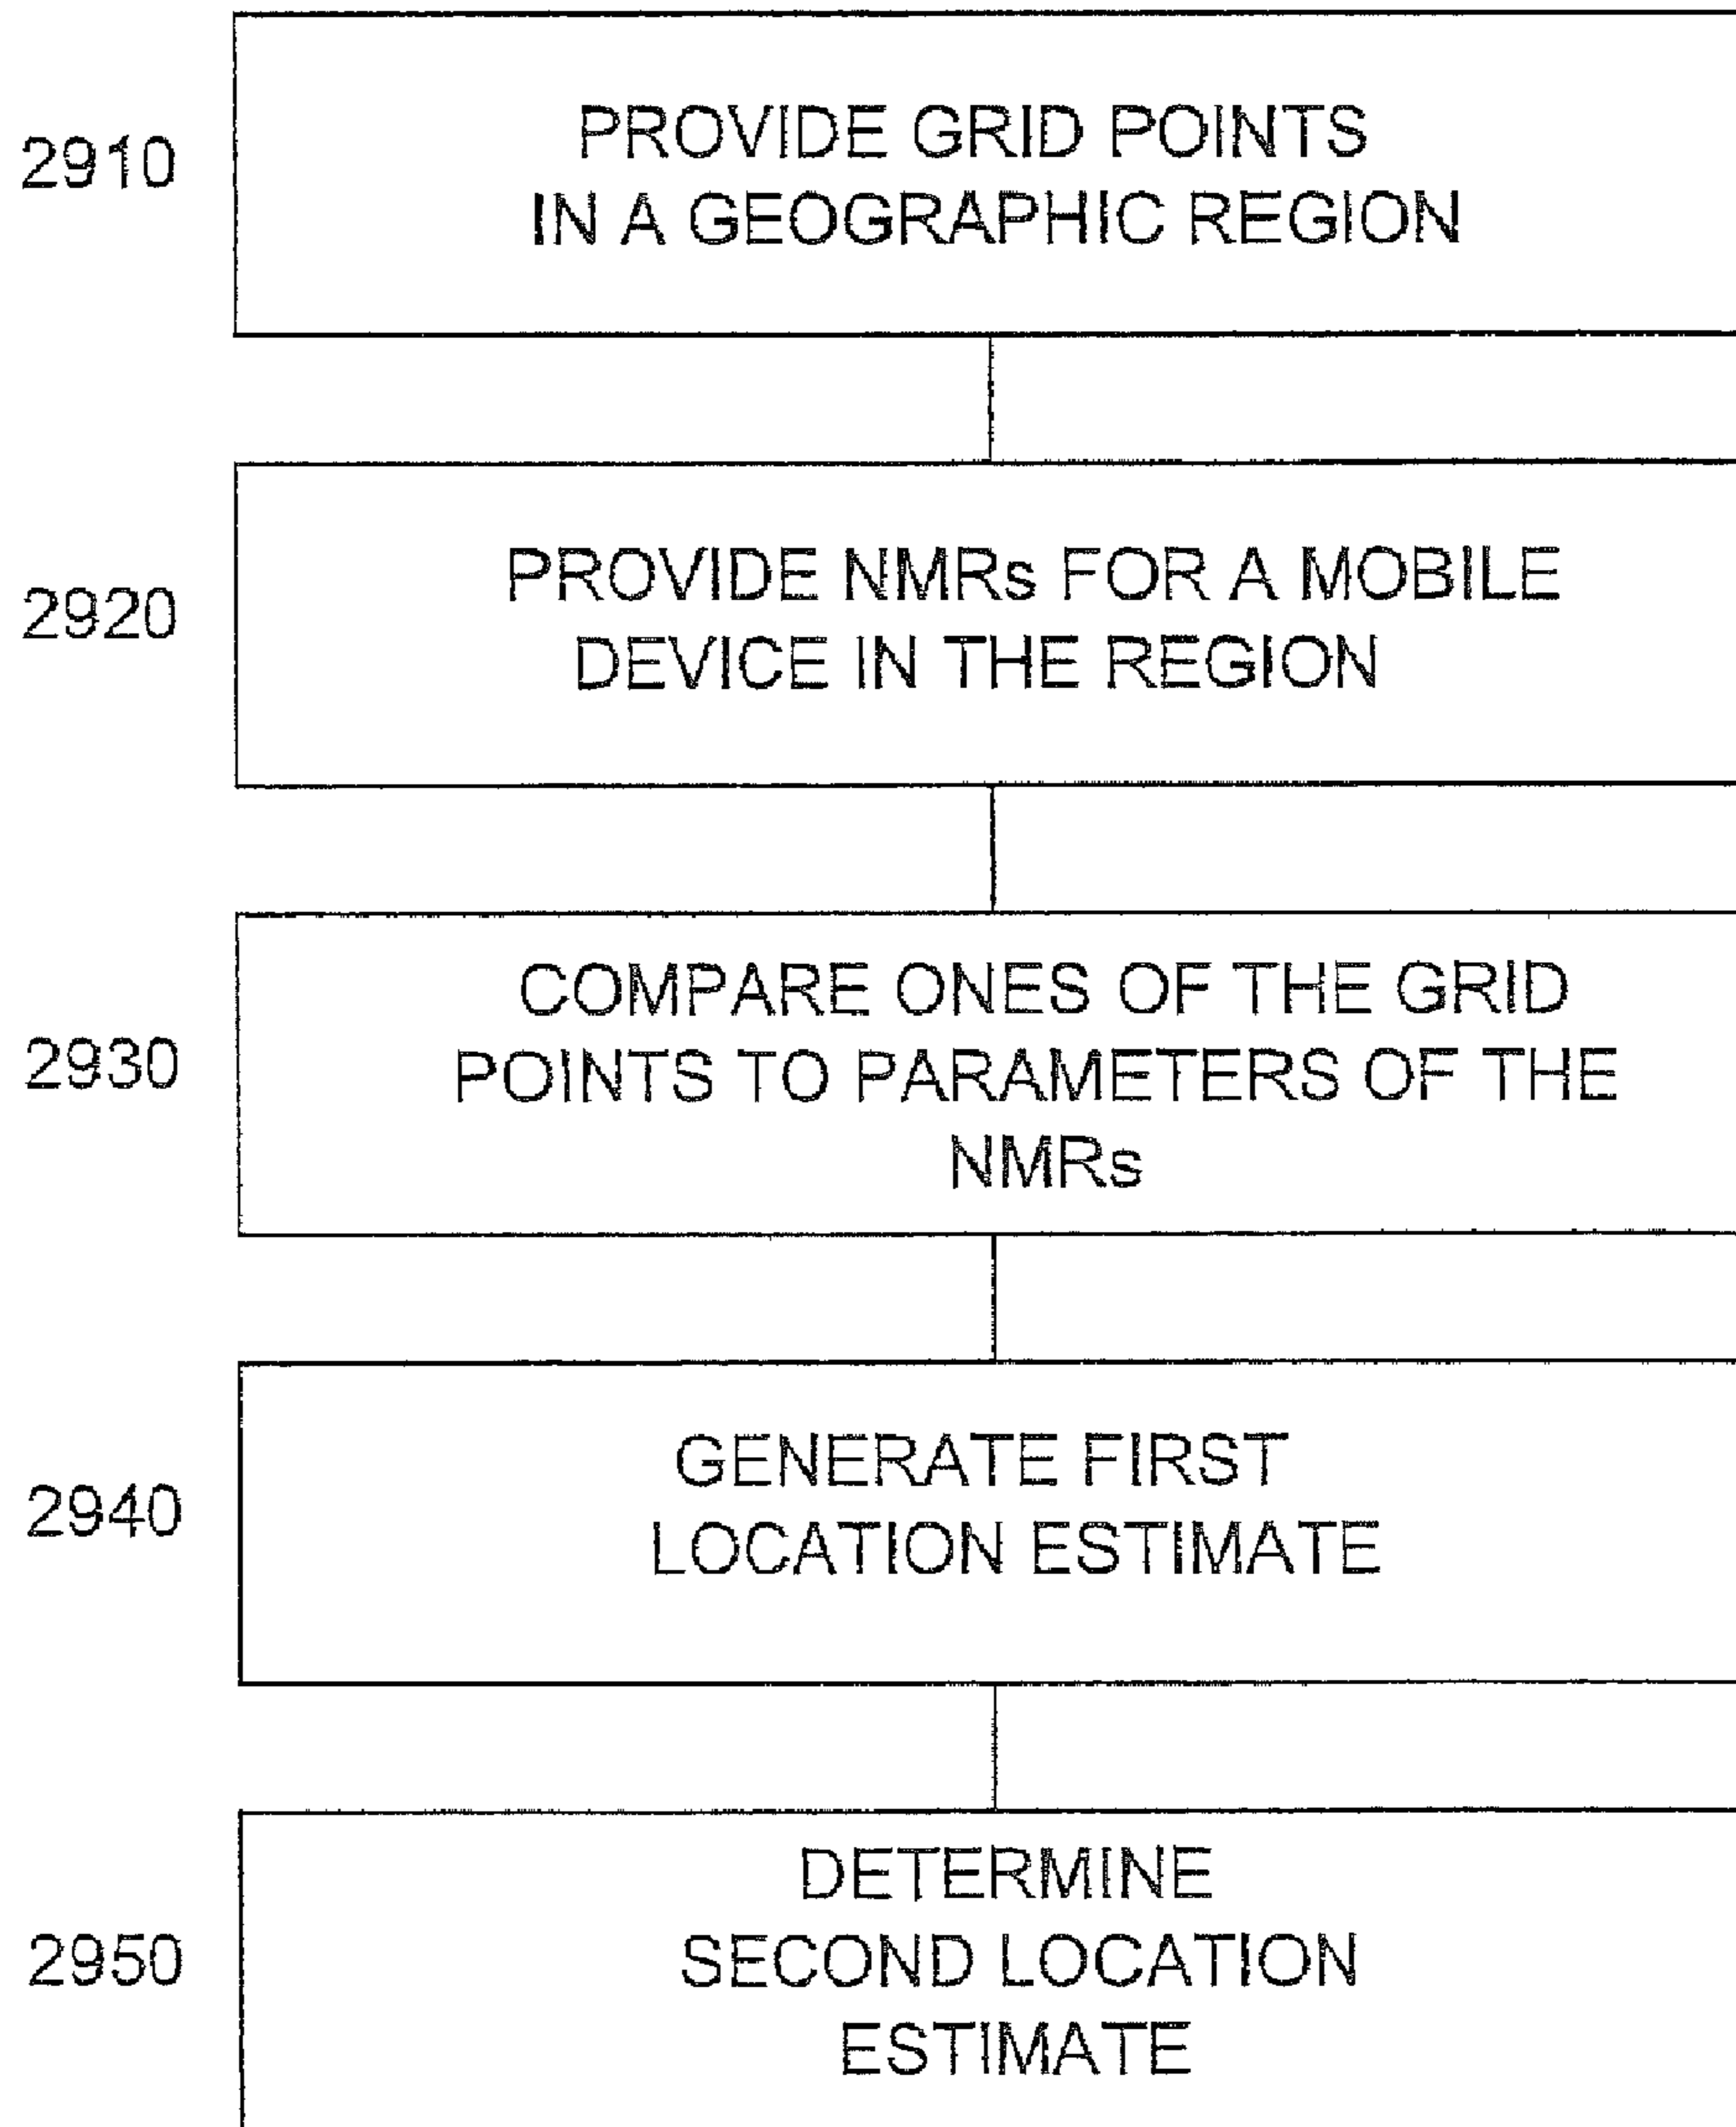 2910
PROVIDE GRID POINTS
IN A GEOGRAPHIC REGION
2920
PROVIDE NMRs FOR A MOBILE
DEVICE IN THE REGION
2930
COMPARE ONES OF THE GRID
POINTS TO PARAMETERS OF THE
NMRs
2940
GENERATE FIRST
LOCATION ESTIMATE
2950
DETERMINE
SECOND LOCATION
ESTIMATE